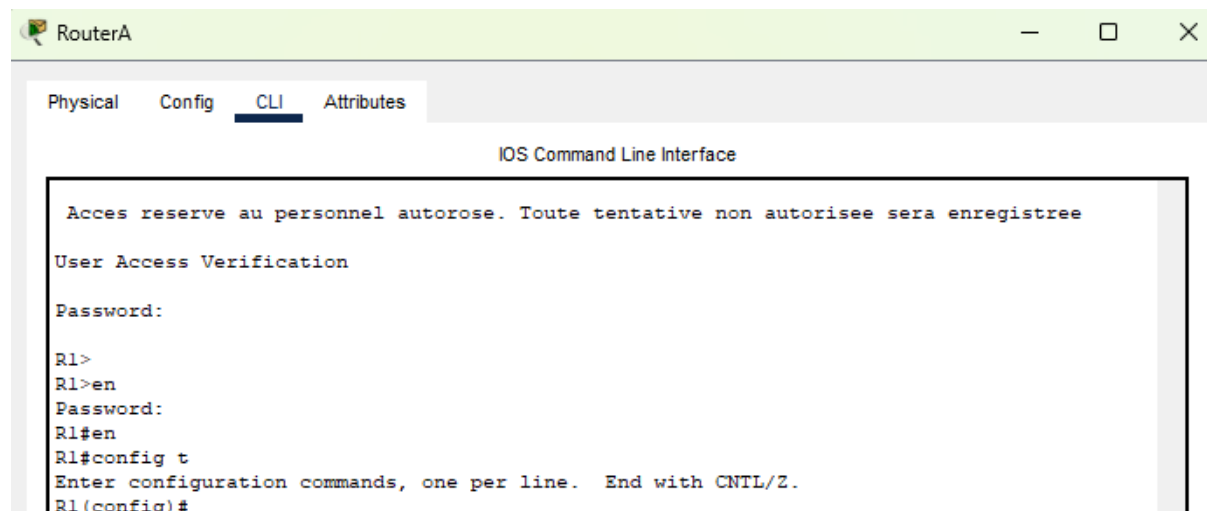 RouterA
Physical Config CLI Attributes
IOS Command Line Interface
Acces reserve au personnel autorose. Toute tentative non autorisee sera enregistree
User Access Verification
Password:
R1>
R1>en
Password:
R1#en
R1#config t
Enter configuration commands, one per line. End with CNTL/Z.
R1(config)#